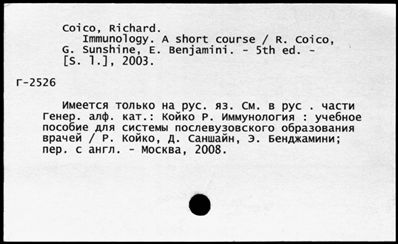 Coico, Richard.
Immunology. A short course / R. Coico,
G. Sunshine, E. Benjamini. - 5th ed. -
[S. l.], 2003.
Г-2526
Имеется только на рус. яз. См. в рус . части
Генер. алф. кат.: Койко Р. Иммунология : учебное
пособие для системы послевузовского образования
врачей / Р. Койко, Д. Саншайн, Э. Бенджамини;
пер. с англ. - Москва, 2008.